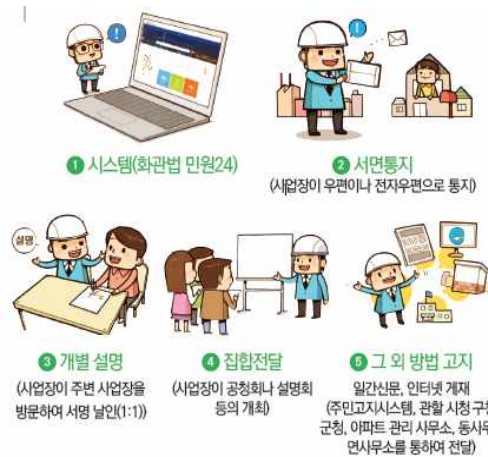 ❶ 시스템(화관법 민원24)
❷ 서면통지
(사업장이 우편이나 전자우편으로 통지)
설명
❸ 개별 설명
(사업장이 주변 사업장을
방문하여 서명 날인(1:1))
❹ 집합전달
(사업장이 공청회나 설명회
등의 개최)
❺ 그 외 방법 고지
일간신문, 인터넷 게재
(주민고지시스템, 관할 시청 구청
군청, 아파트 관리 사무소, 동사무
면사무소를 통하여 전달)